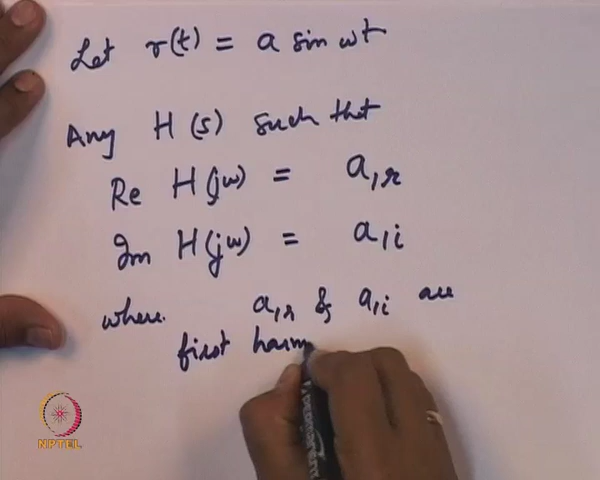 Let r(t) = a sin ωt
Any H(s) such that
Re H(jω) = a₁r
Im H(jω) = a₁i
where a₁r & a₁i are
first harm
NPTEL